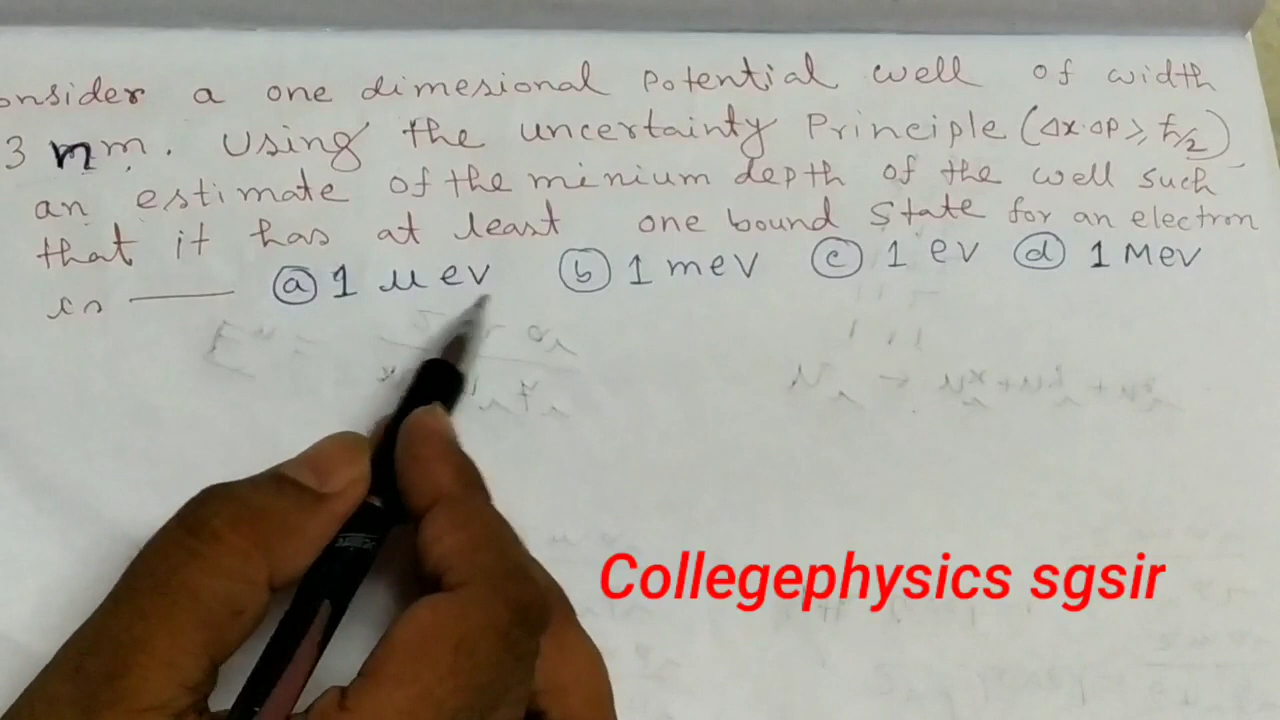 onsider a one dimesional Potential well of width
3 nm. Using the uncertainty Principle (Δx·ΔP ≥ ℏ/2)
an estimate of the minium depth of the well such
that it has at least one bound state for an electron
is ___ (a) 1 μ ev (b) 1 mev (c) 1 ev (d) 1 Mev
Collegephysics sgsir